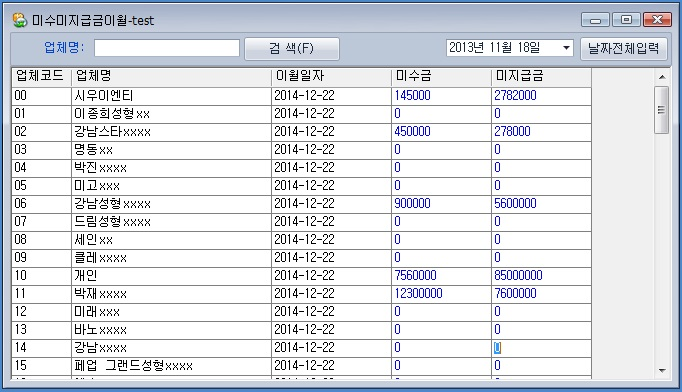 미수미지급금이월-test
업체명: 검 색(F) 2013년 11월 18일 날짜전체입력
업체코드 업체명 이월일자 미수금 미지급금
00 시우이엔티 2014-12-22 145000 2782000
01 이종희성형xx 2014-12-22 0 0
02 강남스타xxxx 2014-12-22 450000 278000
03 명동xx 2014-12-22 0 0
04 박진xxxx 2014-12-22 0 0
05 미고xxx 2014-12-22 0 0
06 강남성형xxxx 2014-12-22 900000 5600000
07 드림성형xxxx 2014-12-22 0 0
08 세인xx 2014-12-22 0 0
09 클레xxxx 2014-12-22 0 0
10 개인 2014-12-22 7560000 85000000
11 박재xxxx 2014-12-22 12300000 7600000
12 미래xxx 2014-12-22 0 0
13 바노xxxx 2014-12-22 0 0
14 강남xxxx 2014-12-22 0 0
15 페업 그랜드성형xxxx 2014-12-22 0 0